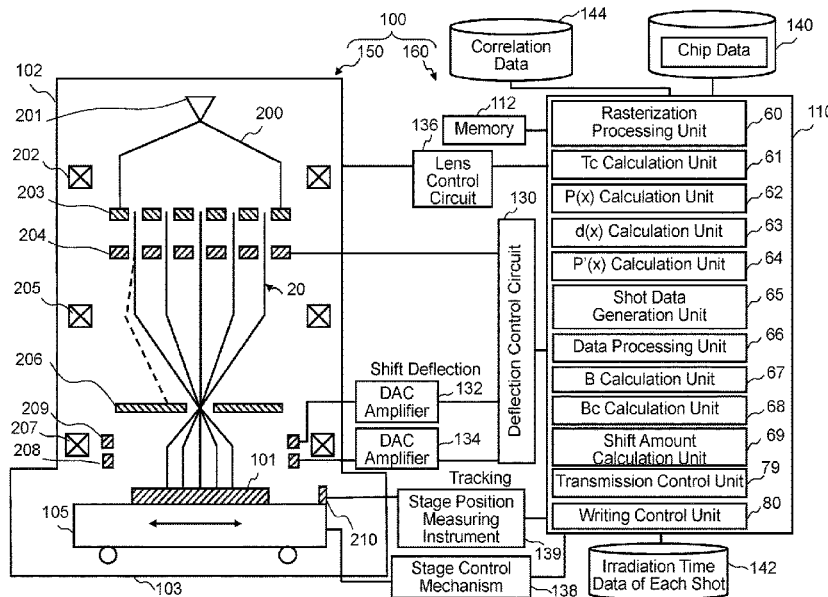 144
100
140
102
150
160
Correlation
Data
Chip Data
201
200
112
Memory
136
110
Rasterization
Processing Unit
60
202
Lens
Control
Circuit
Tc Calculation Unit
61
203
130
P(x) Calculation Unit
62
204
d(x) Calculation Unit
63
P'(x) Calculation Unit
64
20
205
Deflection Control Circuit
Shot Data
Generation Unit
65
Data Processing Unit
66
Shift Deflection
206
DAC
Amplifier
132
B Calculation Unit
67
209
Bc Calculation Unit
68
207
208
DAC
Amplifier
134
Shift Amount
Calculation Unit
69
101
Tracking
Transmission Control Unit
79
105
210
Stage Position
Measuring
Instrument
139
Writing Control Unit
80
103
Stage Control
Mechanism
138
Irradiation Time
Data of Each Shot
142